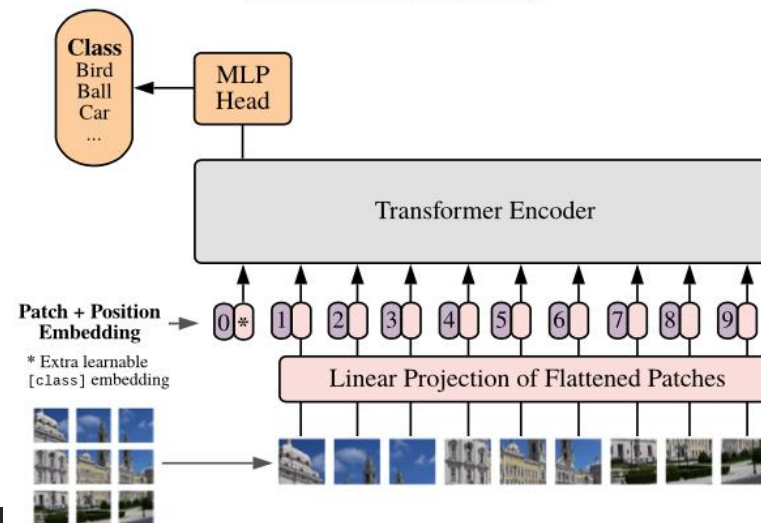 Class
Bird
Ball
Car
...
MLP
Head
Transformer Encoder
Patch + Position
Embedding
0 * 1 2 3 4 5 6 7 8 9
* Extra learnable
[class] embedding
Linear Projection of Flattened Patches